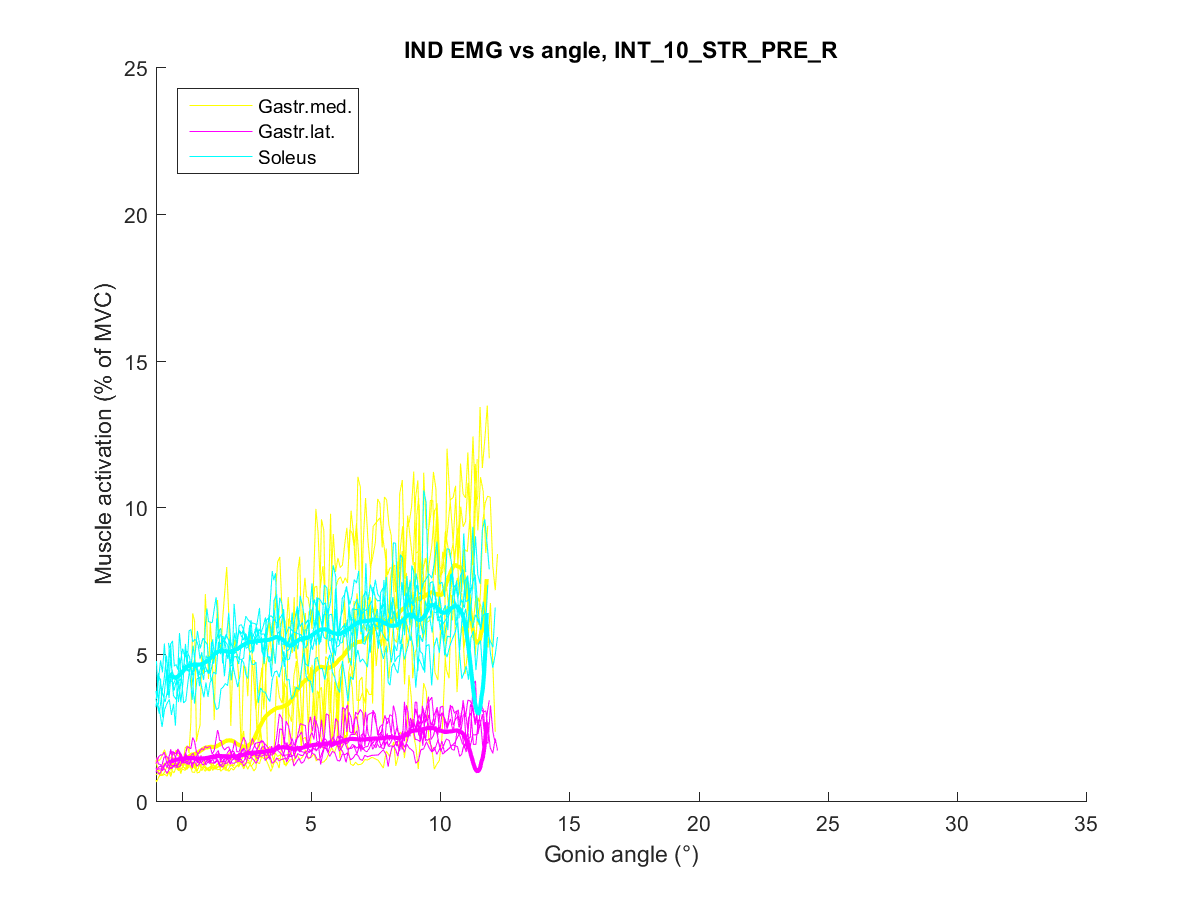 IND EMG vs angle, INT_10_STR_PRE_R
25
Gastr.med.
Gastr.lat.
Soleus
20
15
10
5
0
Muscle activation (% of MVC)
0 5 10 15 20 25 30 35
Gonio angle (°)